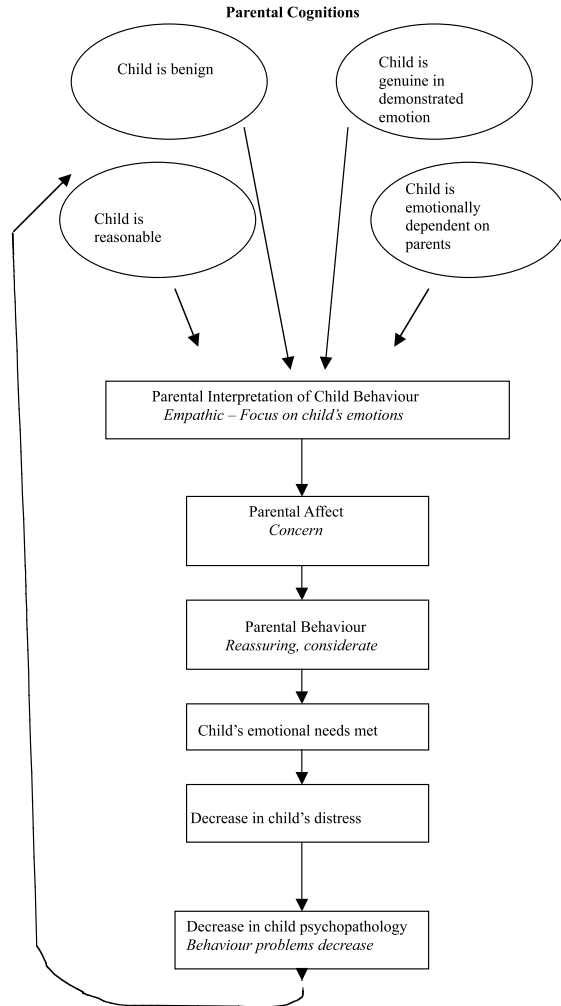 Parental Cognitions
Child is benign
Child is
genuine in
demonstrated
emotion
Child is
reasonable
Child is
emotionally
dependent on
parents
Parental Interpretation of Child Behaviour
Empathic – Focus on child's emotions
Parental Affect
Concern
Parental Behaviour
Reassuring, considerate
Child's emotional needs met
Decrease in child's distress
Decrease in child psychopathology
Behaviour problems decrease